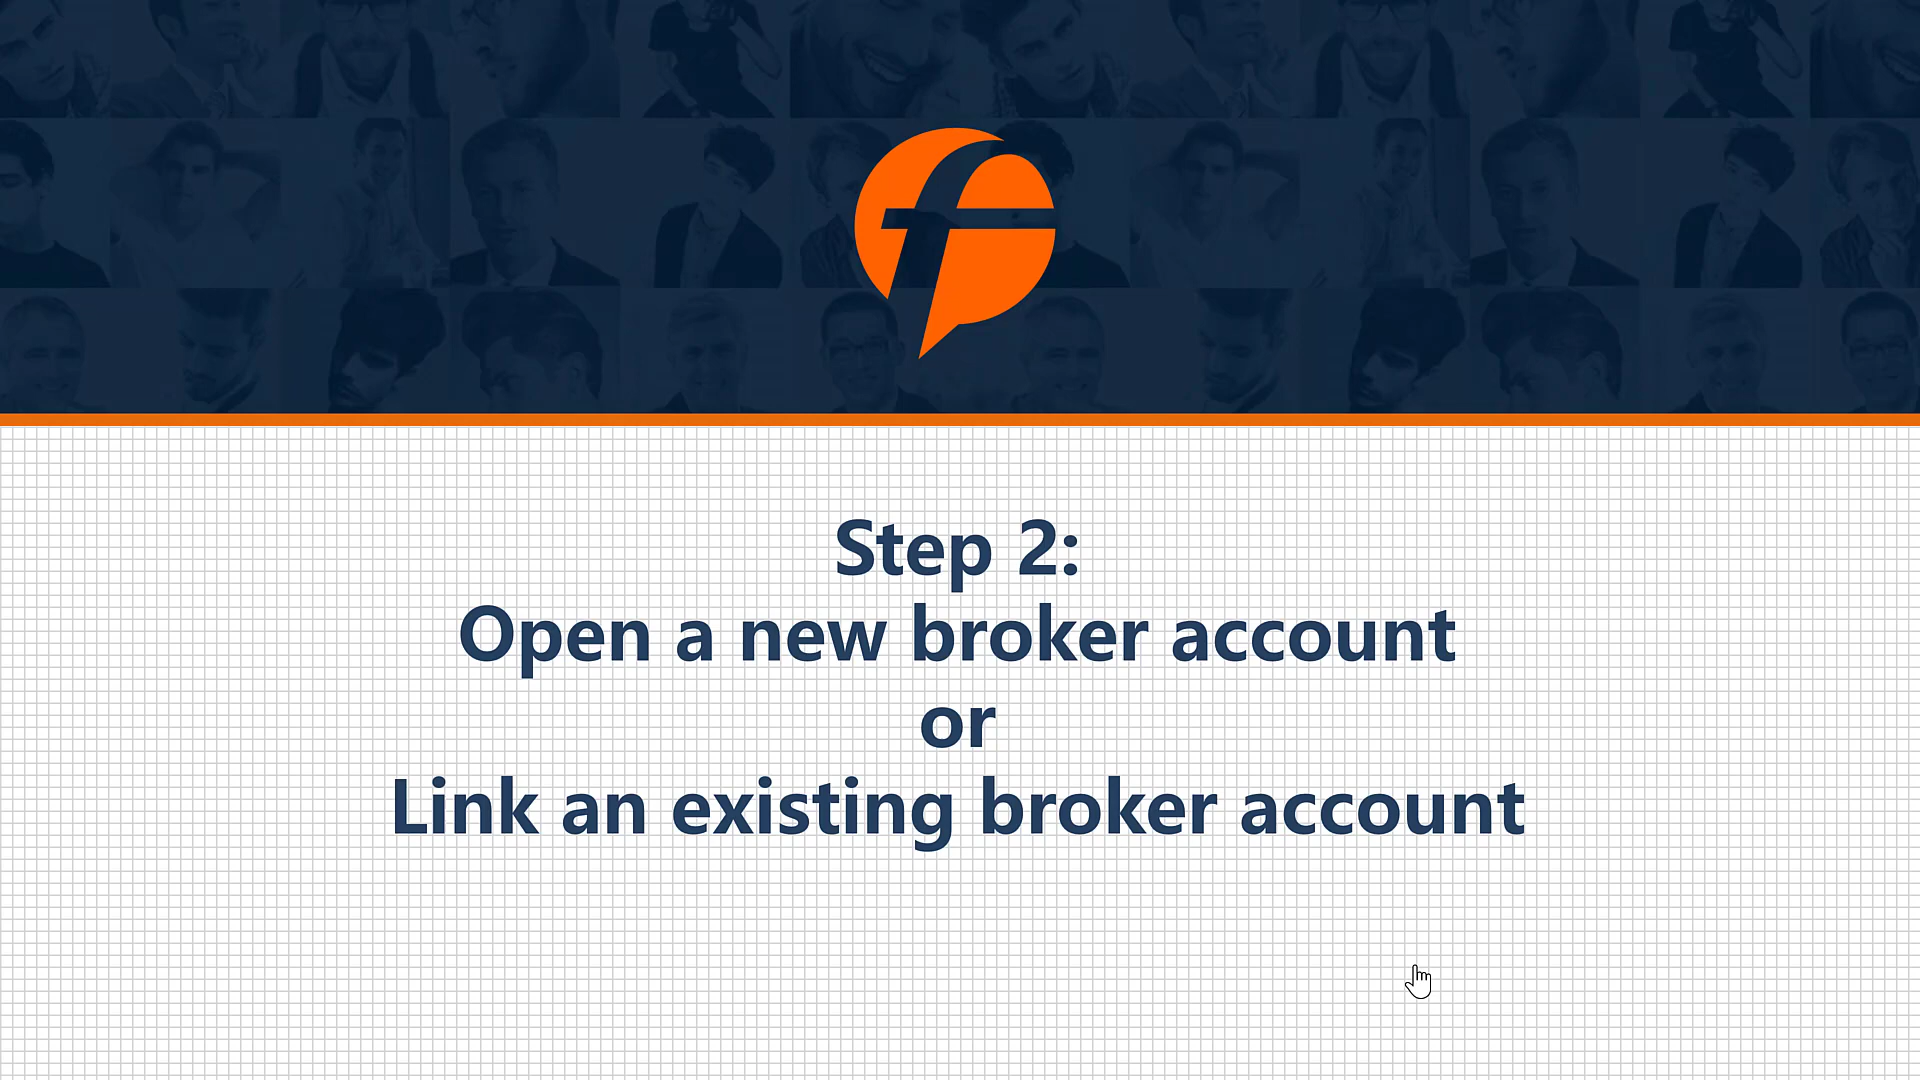 Step 2:
Open a new broker account
or
Link an existing broker account